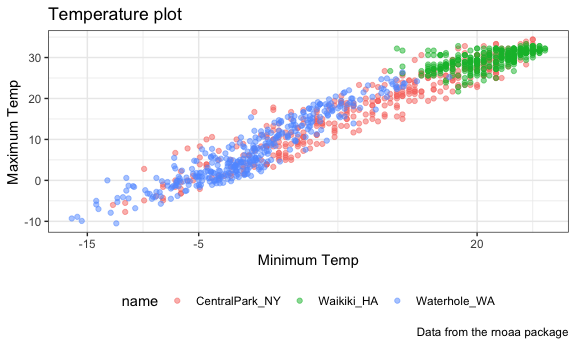 Temperature plot
Maximum Temp
30
20
10
0
-10
-15 -5 20
Minimum Temp
name CentralPark_NY Waikiki_HA Waterhole_WA
Data from the rnoaa package